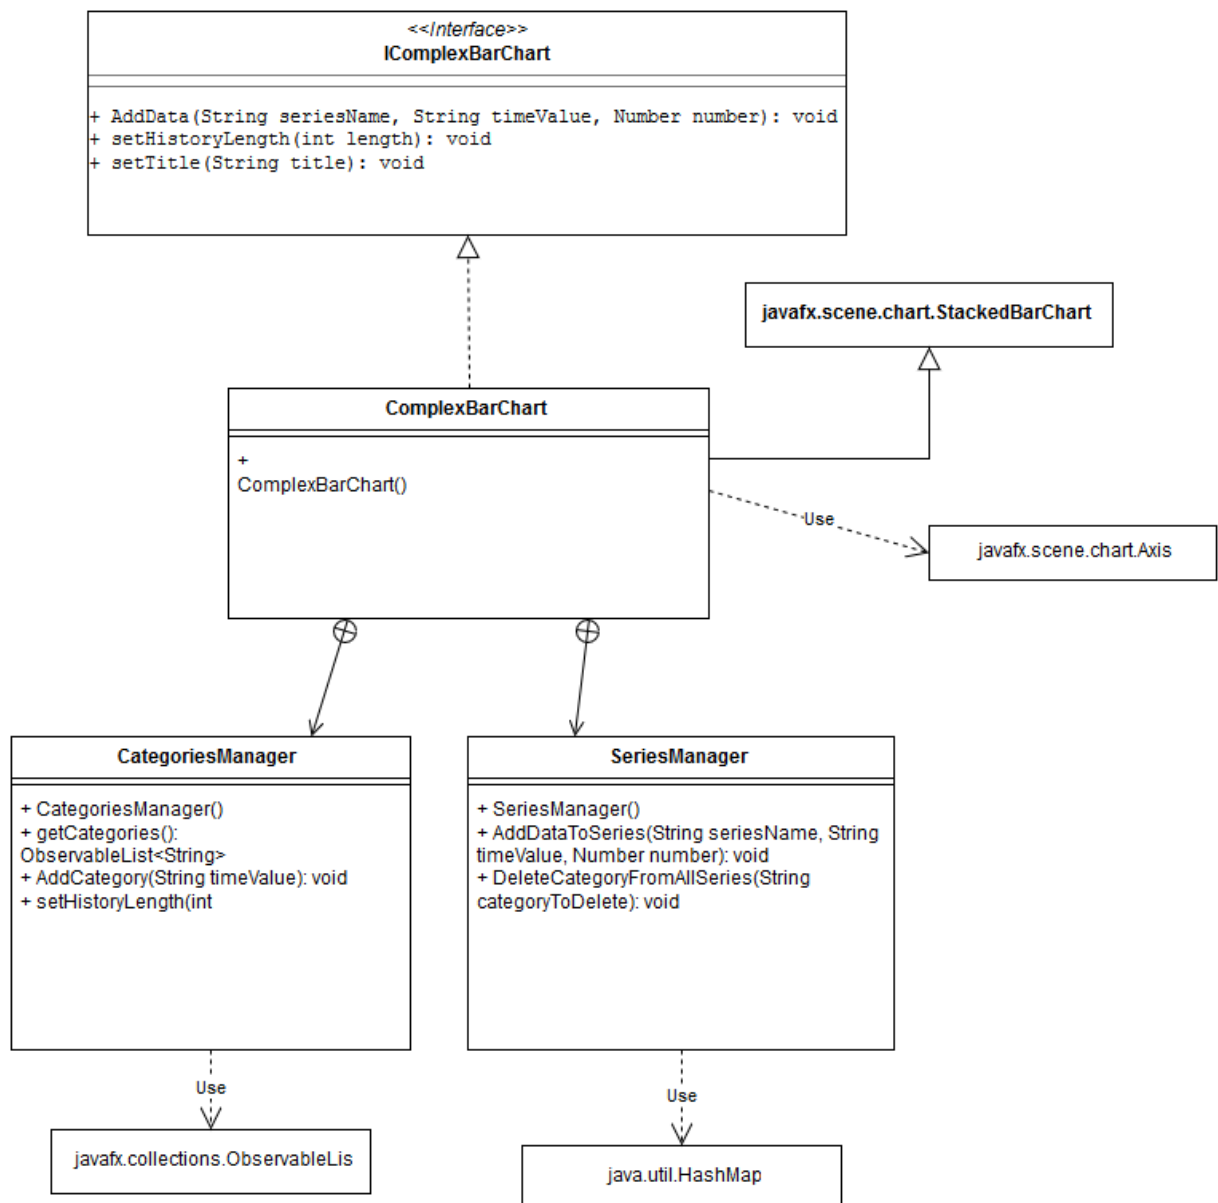 <<Interface>>
IComplexBarChart
+ AddData(String seriesName, String timeValue, Number number): void
+ setHistoryLength(int length): void
+ setTitle(String title): void
javafx.scene.chart.StackedBarChart
ComplexBarChart
+
ComplexBarChart()
Use
javafx.scene.chart.Axis
CategoriesManager
+ CategoriesManager()
+ getCategories():
ObservableList<String>
+ AddCategory(String timeValue): void
+ setHistoryLength(int
SeriesManager
+ SeriesManager()
+ AddDataToSeries(String seriesName, String
timeValue, Number number): void
+ DeleteCategoryFromAllSeries(String
categoryToDelete): void
Use
javafx.collections.ObservableLis
Use
java.util.HashMap